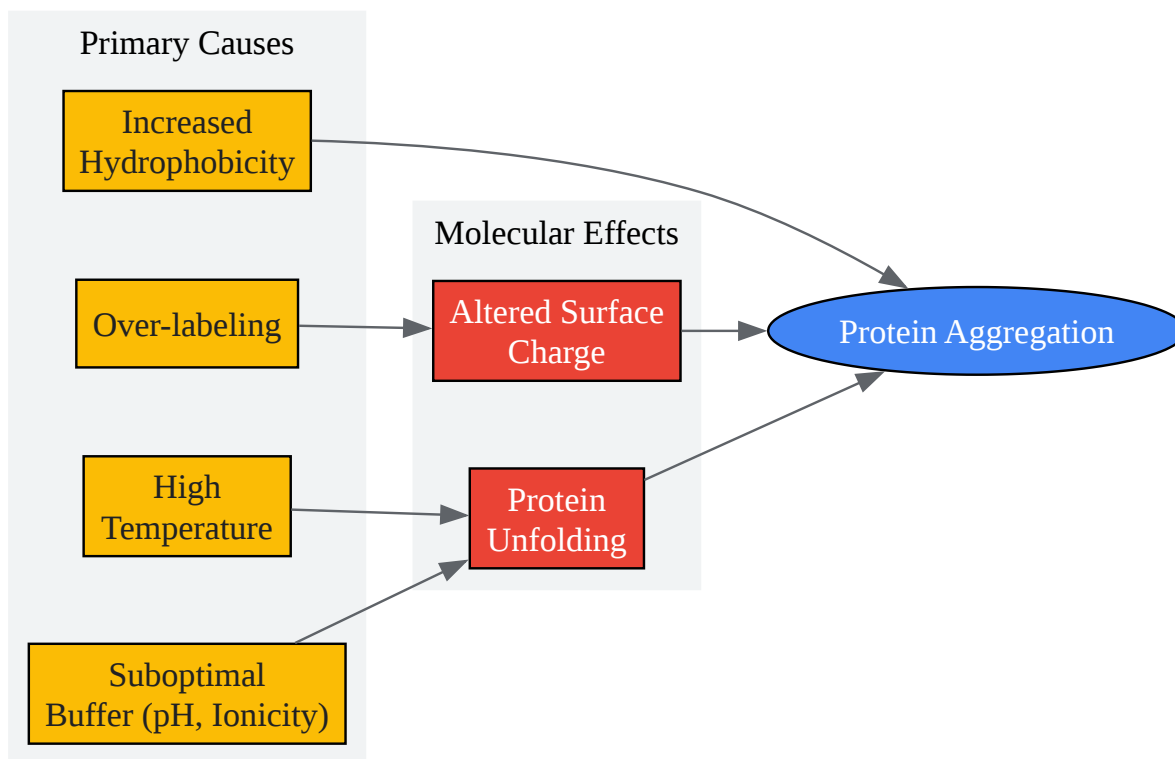 Primary Causes
Increased
Hydrophobicity
Over-labeling
High
Temperature
Suboptimal
Buffer (pH, Ionicity)
Molecular Effects
Altered Surface
Charge
Protein
Unfolding
Protein Aggregation